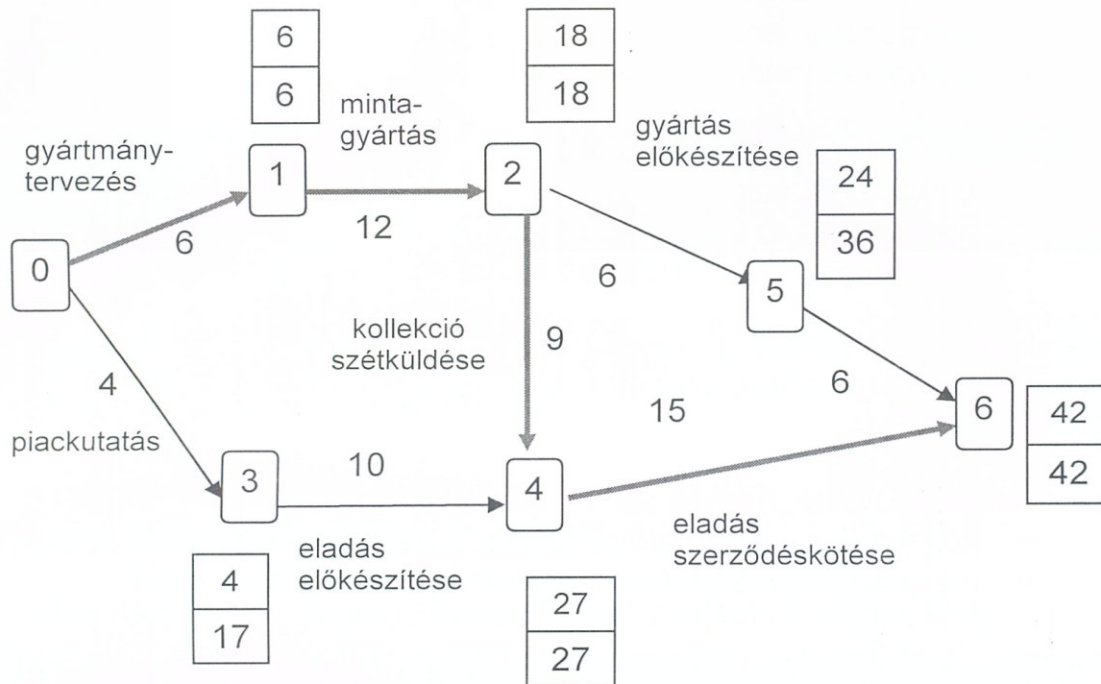 6
18
6
18
minta-
gyártás
gyártás
előkészítése
gyártmány-
tervezés
1
2
24
12
36
6
0
6
5
kollekció
szétküldése
9
4
6
15
6
42
piackutatás
42
3
10
4
eladás
előkészítése
eladás
szerződéskötése
4
17
27
27